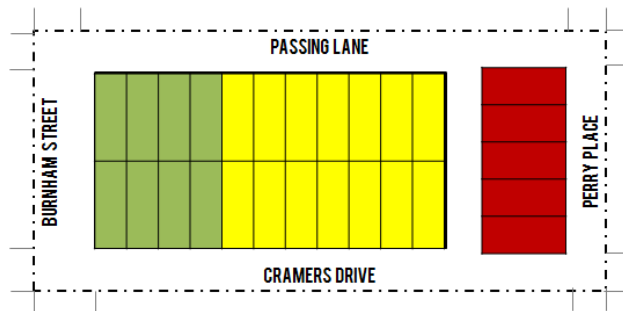 PASSING LANE
BURNHAM STREET
PERRY PLACE
CRAMERS DRIVE